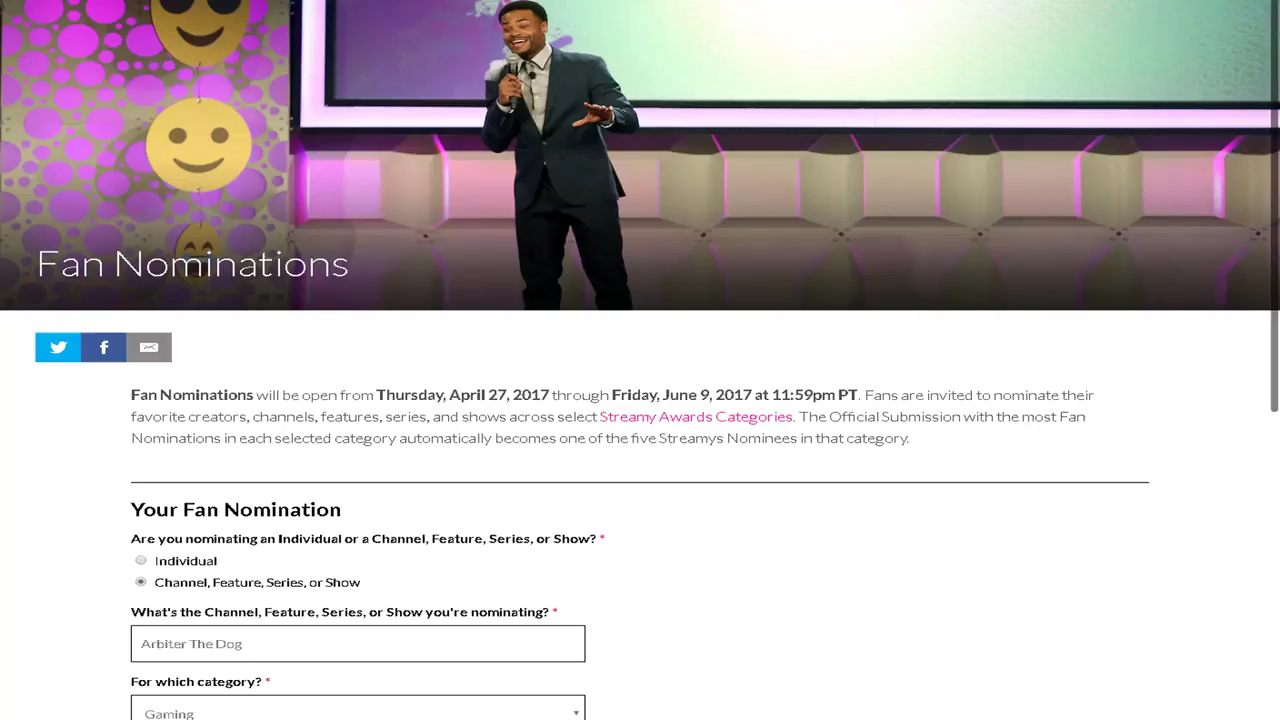 Fan Nominations
f
Fan Nominations will be open from Thursday, April 27, 2017 through Friday, June 9, 2017 at 11:59pm PT. Fans are invited to nominate their
favorite creators, channels, features, series, and shows across select Streamy Awards Categories. The Official Submission with the most Fan
Nominations in each selected category automatically becomes one of the five Streamys Nominees in that category.
Your Fan Nomination
Are you nominating an Individual or a Channel, Feature, Series, or Show? *
Individual
Channel, Feature, Series, or Show
What's the Channel, Feature, Series, or Show you're nominating? *
Arbiter The Dog
For which category? *
Gaming